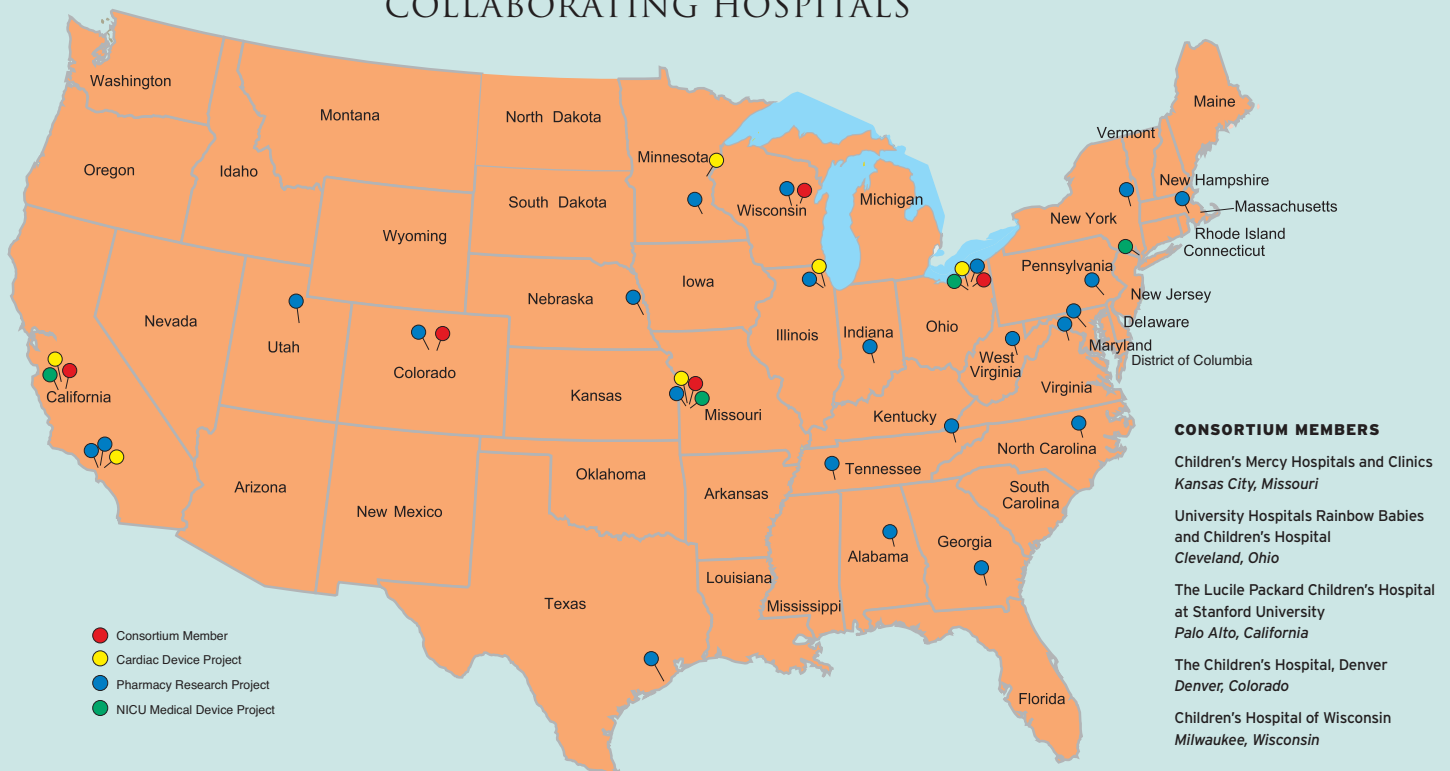 COLLABORATING HOSPITALS
Washington
Montana
North Dakota
Minnesota
Maine
Vermont
Oregon
Idaho
South Dakota
Wisconsin
Michigan
New Hampshire
Massachusetts
New York
Rhode Island
Connecticut
Wyoming
Iowa
Nebraska
Pennsylvania
New Jersey
Nevada
Utah
Colorado
Illinois
Indiana
Ohio
Delaware
Maryland
District of Columbia
West
Virginia
Virginia
California
Kansas
Missouri
Kentucky
North Carolina
Tennessee
Arizona
New Mexico
Oklahoma
Arkansas
South
Carolina
Alabama
Georgia
Louisiana
Mississippi
Texas
Florida
Consortium Member
Cardiac Device Project
Pharmacy Research Project
NICU Medical Device Project
CONSORTIUM MEMBERS
Children's Mercy Hospitals and Clinics
Kansas City, Missouri
University Hospitals Rainbow Babies
and Children's Hospital
Cleveland, Ohio
The Lucile Packard Children's Hospital
at Stanford University
Palo Alto, California
The Children's Hospital, Denver
Denver, Colorado
Children's Hospital of Wisconsin
Milwaukee, Wisconsin